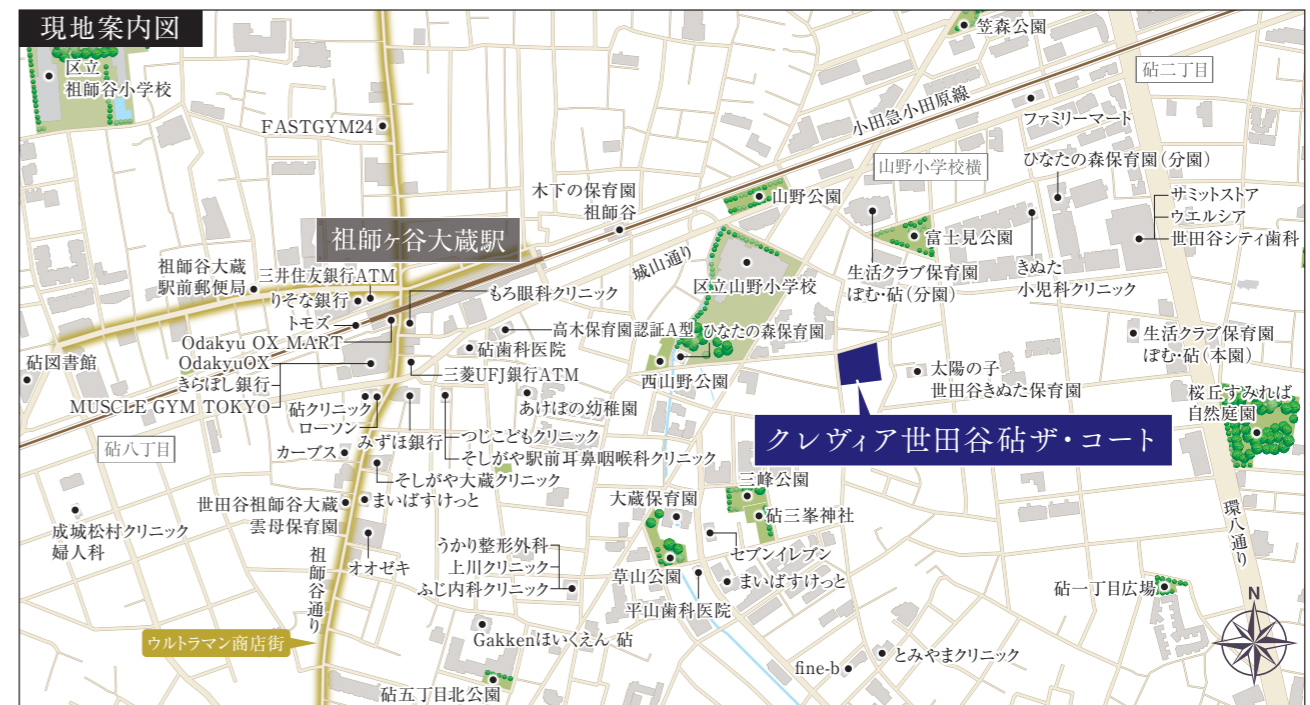 現地案内図
笠森公園
区立
祖師谷小学校
砧二丁目
小田急小田原線
FASTGYM24
ファミリーマート
山野小学校横
ひなたの森保育園（分園）
木下の保育園
祖師谷
山野公園
サミットストア
ウエルシア
世田谷シティ歯科
祖師ヶ谷大蔵駅
富士見公園
城山通り
祖師谷大蔵
駅前郵便局
三井住友銀行ATM
りそな銀行
もろ眼科クリニック
区立山野小学校
生活クラブ保育園
ぽむ・砧（分園）
きぬた
小児科クリニック
トモズ
Odakyu OX MART
高木保育園認証A型
ひなたの森保育園
生活クラブ保育園
ぽむ・砧（本園）
砧図書館
OdakyuOX
きらぼし銀行
MUSCLE GYM TOKYO
砧歯科医院
三菱UFJ銀行ATM
西山野公園
太陽の子
世田谷きぬた保育園
桜丘すみれば
自然庭園
砧クリニック
ローソン
あけぼの幼稚園
クレヴィア世田谷砧ザ・コート
砧八丁目
みずほ銀行
カーブス
つじこどもクリニック
そしがや駅前耳鼻咽喉科クリニック
そしがや大蔵クリニック
三峰公園
世田谷祖師谷大蔵
雲母保育園
まいばすけっと
大蔵保育園
砧三峯神社
環八通り
成城松村クリニック
婦人科
祖師谷通り
オオゼキ
うかり整形外科
上川クリニック
ふじ内科クリニック
セブンイレブン
草山公園
まいばすけっと
平山歯科医院
砧一丁目広場
N
ウルトラマン商店街
Gakkenほいくえん 砧
とみやまクリニック
fine-b
砧五丁目北公園